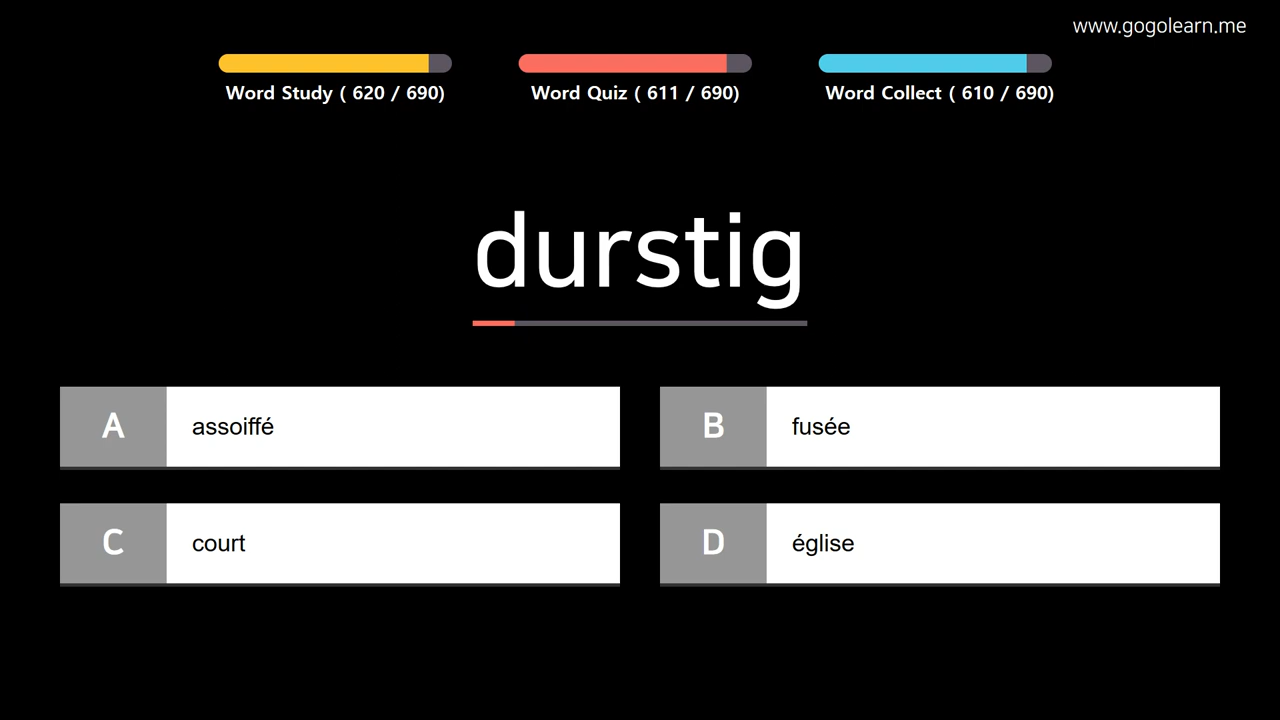 www.gogolearn.me
Word Study ( 620 / 690)
Word Quiz ( 611 / 690)
Word Collect ( 610 / 690)
durstig
A assoiffé
B fusée
C court
D église